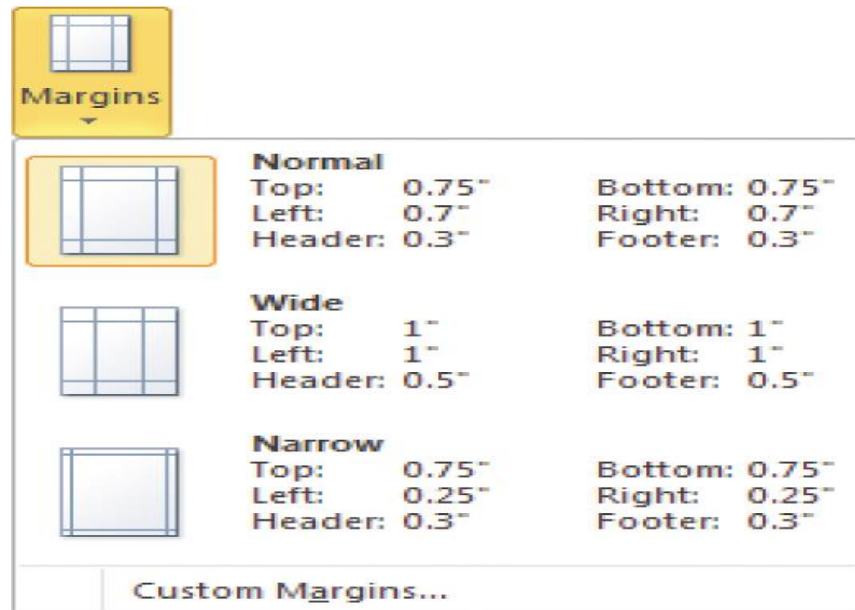 Margins
Normal
Top: 0.75" Bottom: 0.75"
Left: 0.7" Right: 0.7"
Header: 0.3" Footer: 0.3"
Wide
Top: 1" Bottom: 1"
Left: 1" Right: 1"
Header: 0.5" Footer: 0.5"
Narrow
Top: 0.75" Bottom: 0.75"
Left: 0.25" Right: 0.25"
Header: 0.3" Footer: 0.3"
Custom Margins...